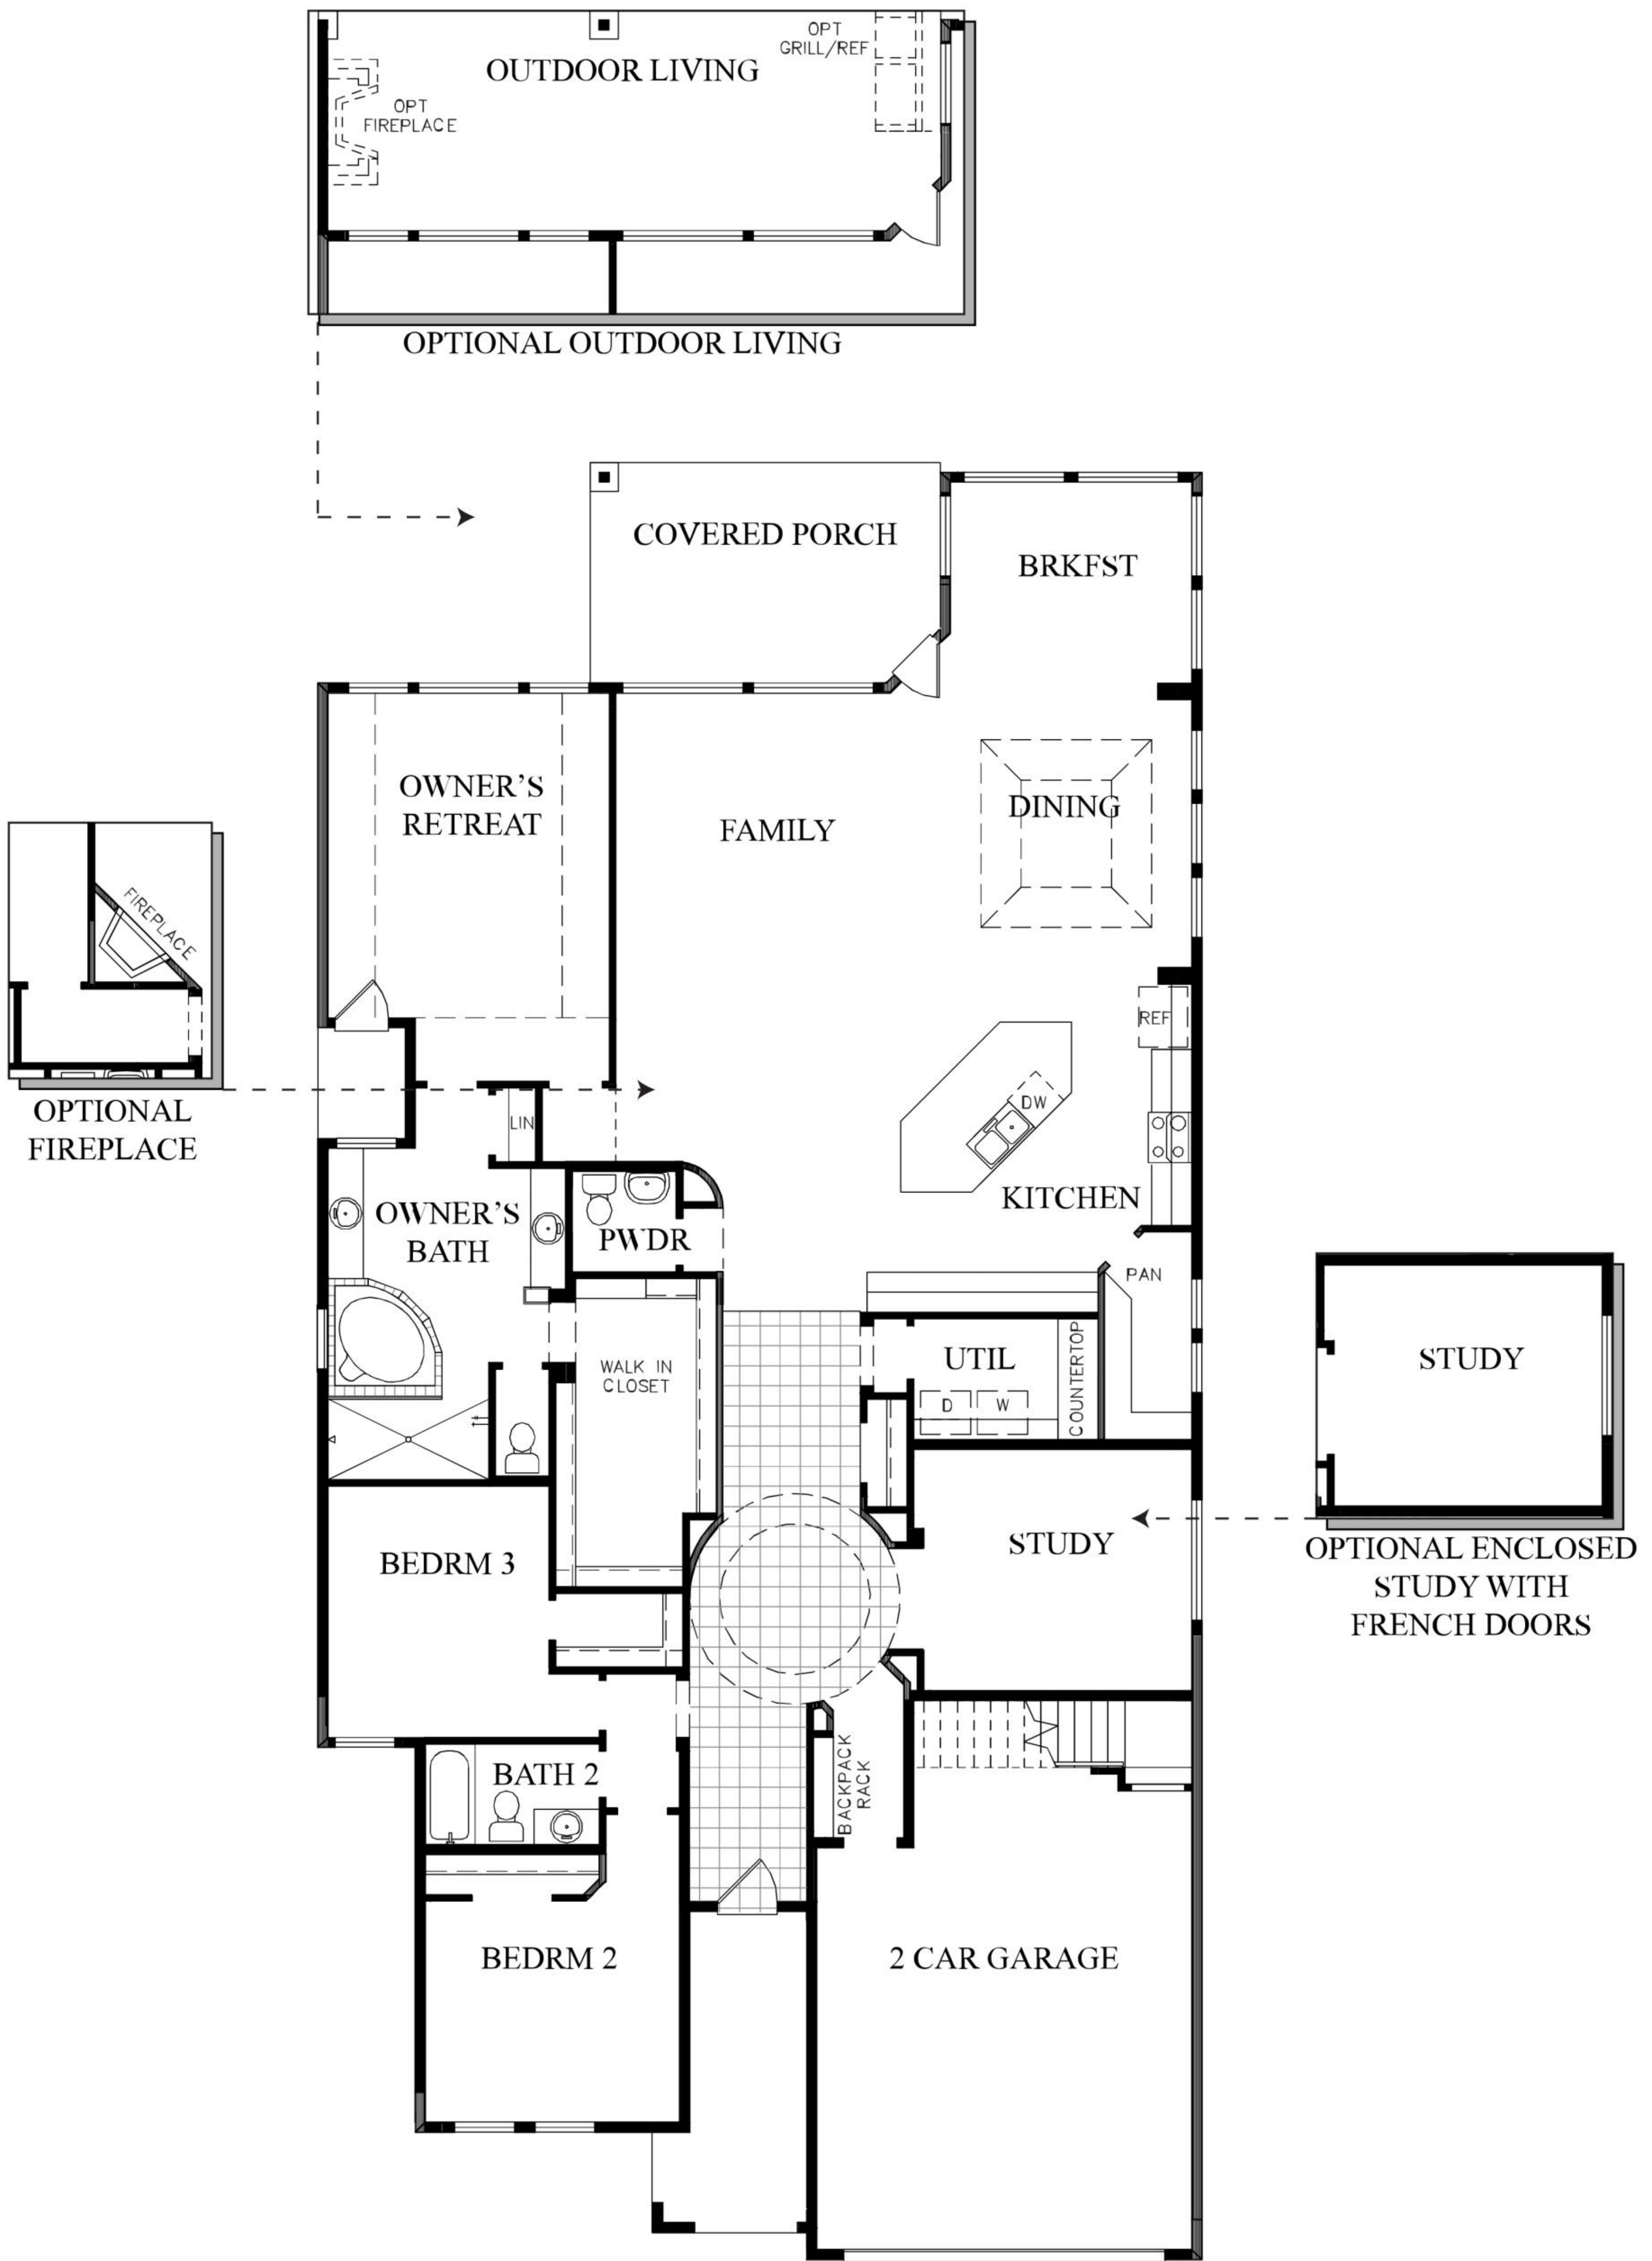 OPT
GRILL/REF
OUTDOOR LIVING
OPT
FIREPLACE
OPTIONAL OUTDOOR LIVING
COVERED PORCH
BRKFST
OWNER'S
RETREAT
FAMILY
DINING
FIREPLACE
OPTIONAL
FIREPLACE
REF
DW
LIN
KITCHEN
OWNER'S
BATH
PWDR
PAN
WALK IN
CLOSET
UTIL
COUNTERTOP
D
W
STUDY
OPTIONAL ENCLOSED
STUDY WITH
FRENCH DOORS
STUDY
BEDRM 3
BATH 2
BACKPACK
RACK
BEDRM 2
2 CAR GARAGE